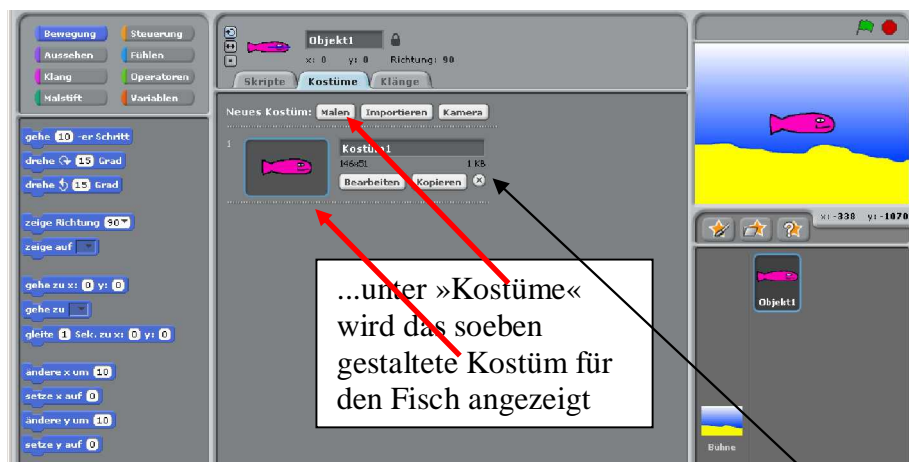 Bewegung Steuerung
Aussehen Fühlen
Klang Operatoren
Malstift Variablen
gehe 10 -er Schritt
drehe 15 Grad
drehe 15 Grad
zeige Richtung 90
zeige auf
gehe zu x: 0 y: 0
gehe zu
gleite 1 Sek. zu x: 0 y: 0
ändere x um 10
setze x auf 0
ändere y um 10
setze y auf 0
Objekt1
x: 0 y: 0 Richtung: 90
Skripte Kostüme Klänge
Neues Kostüm: Malen Importieren Kamera
1
Kostüm1
146x51 1 KB
Bearbeiten Kopieren
...unter »Kostüme«
wird das soeben
gestaltete Kostüm für
den Fisch angezeigt
x: -338 y: -1070
Objekt1
Bühne